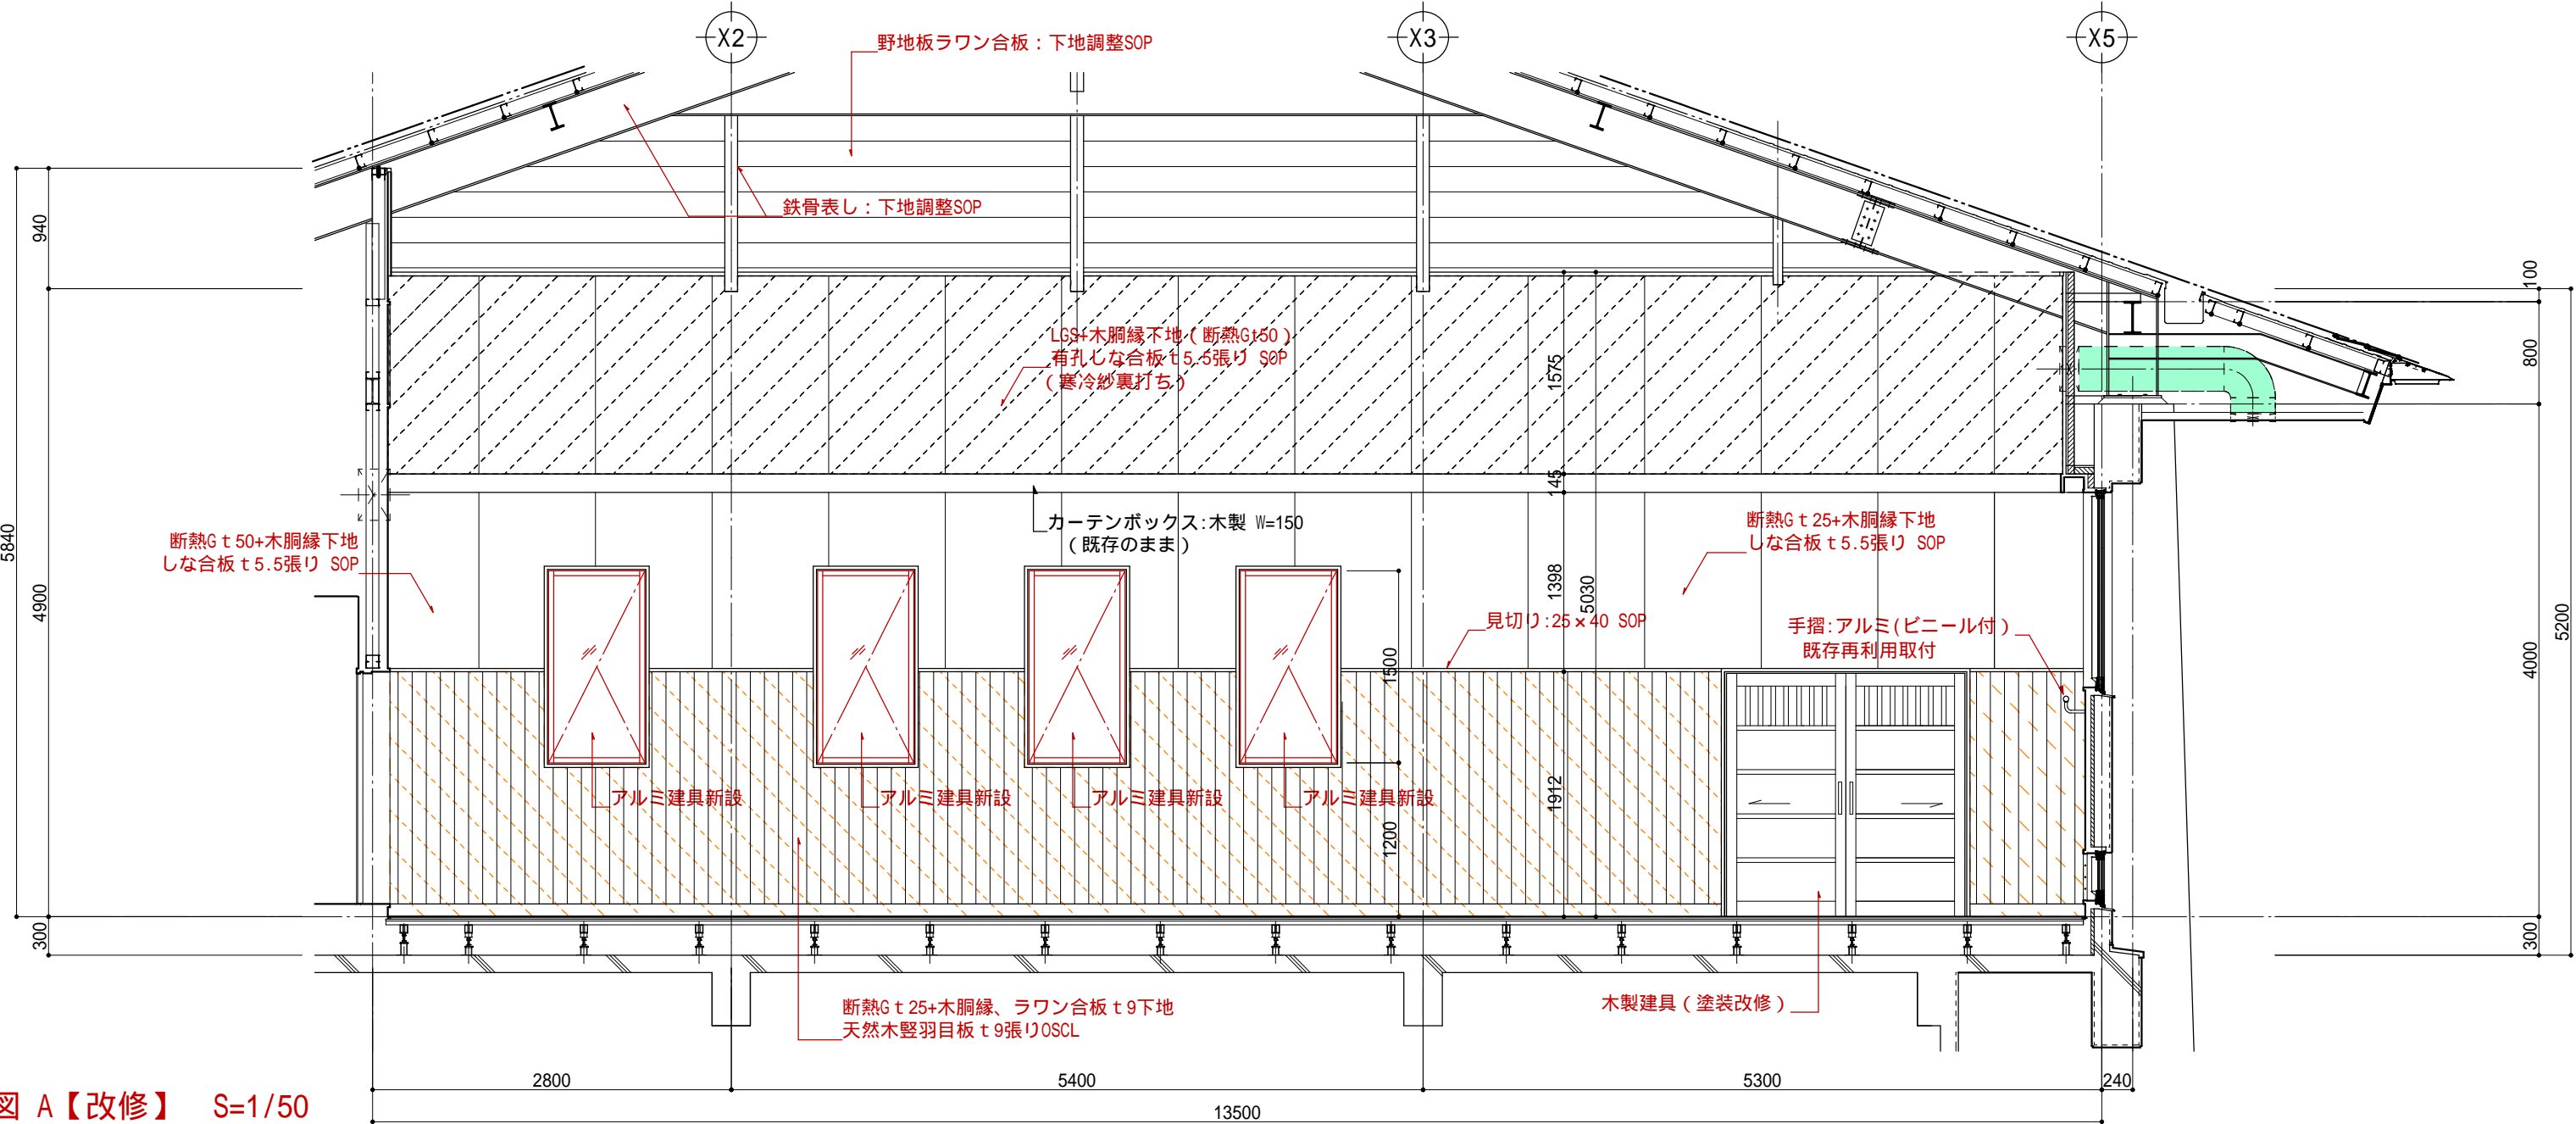 X2
X3
X5
野地板ラワン合板：下地調整SOP
鉄骨表し：下地調整SOP
940
4900
5840
300
LGS+木胴縁下地（断熱Gt50）
有孔しな合板ｔ5.5張り SOP
（寒冷紗裏打ち）
1575
145
カーテンボックス:木製 W=150
（既存のまま）
断熱Gｔ50+木胴縁下地
しな合板ｔ5.5張り SOP
断熱Gｔ25+木胴縁下地
しな合板ｔ5.5張り SOP
1398
5030
見切り:25×40 SOP
手摺:アルミ(ビニール付）
既存再利用取付
1500
1912
1200
アルミ建具新設
アルミ建具新設
アルミ建具新設
アルミ建具新設
100
800
4000
5200
300
断熱Gｔ25+木胴縁、ラワン合板ｔ9下地
天然木竪羽目板ｔ9張りOSCL
木製建具（塗装改修）
2800
5400
5300
240
13500
図 A【改修】 S=1/50